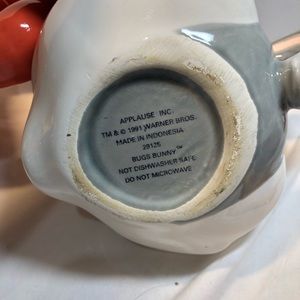 APPLAUSE INC.
TM & © 1991 WARNER BROS.
MADE IN INDONESIA
29125
BUGS BUNNY™
NOT DISHWASHER SAFE
DO NOT MICROWAVE